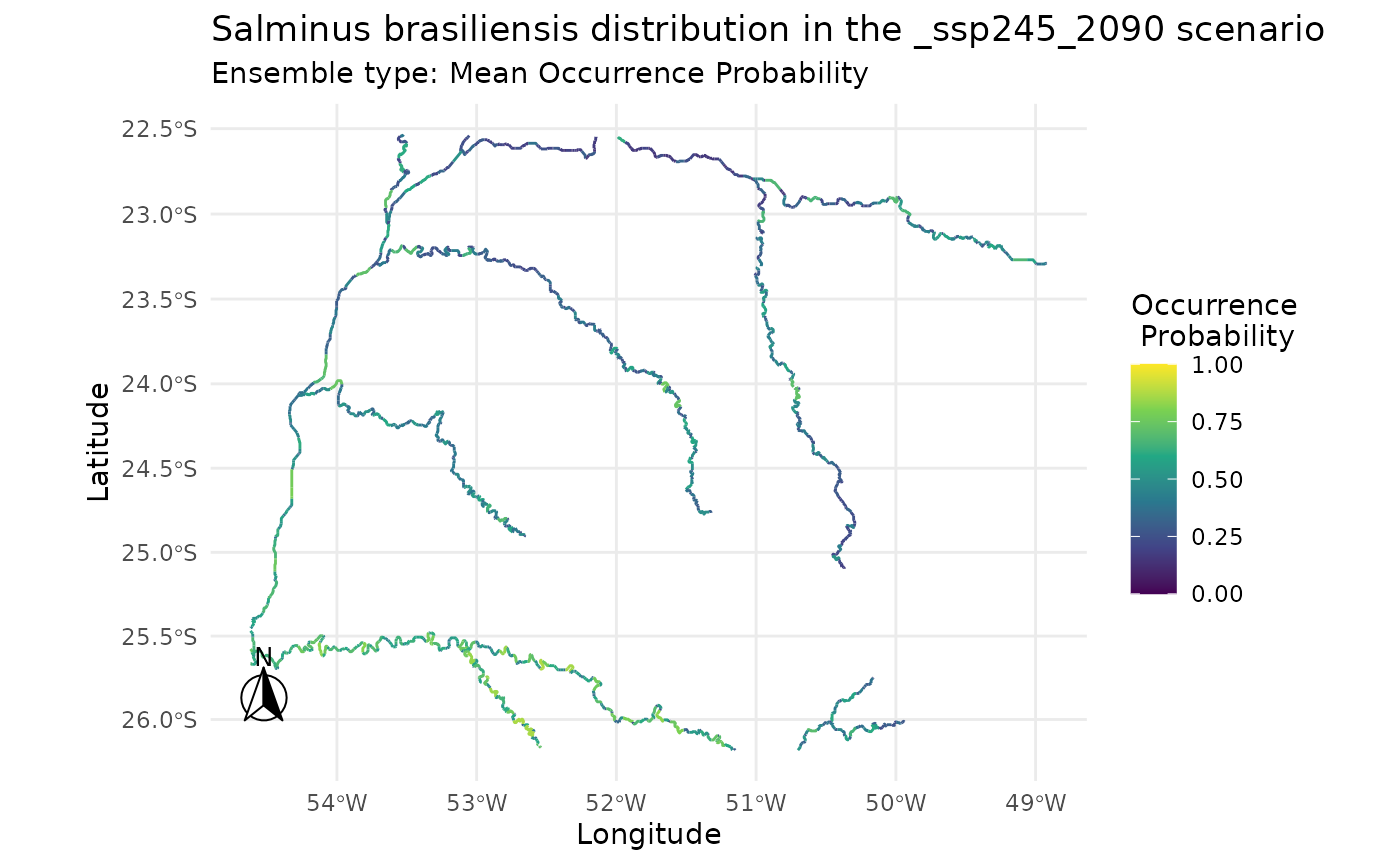 Salminus brasiliensis distribution in the _ssp245_2090 scenario
Ensemble type: Mean Occurrence Probability
22.5°S
23.0°S
23.5°S
24.0°S
24.5°S
25.0°S
25.5°S
26.0°S
Latitude
N
54°W
53°W
52°W
51°W
50°W
49°W
Longitude
Occurrence
Probability
1.00
0.75
0.50
0.25
0.00